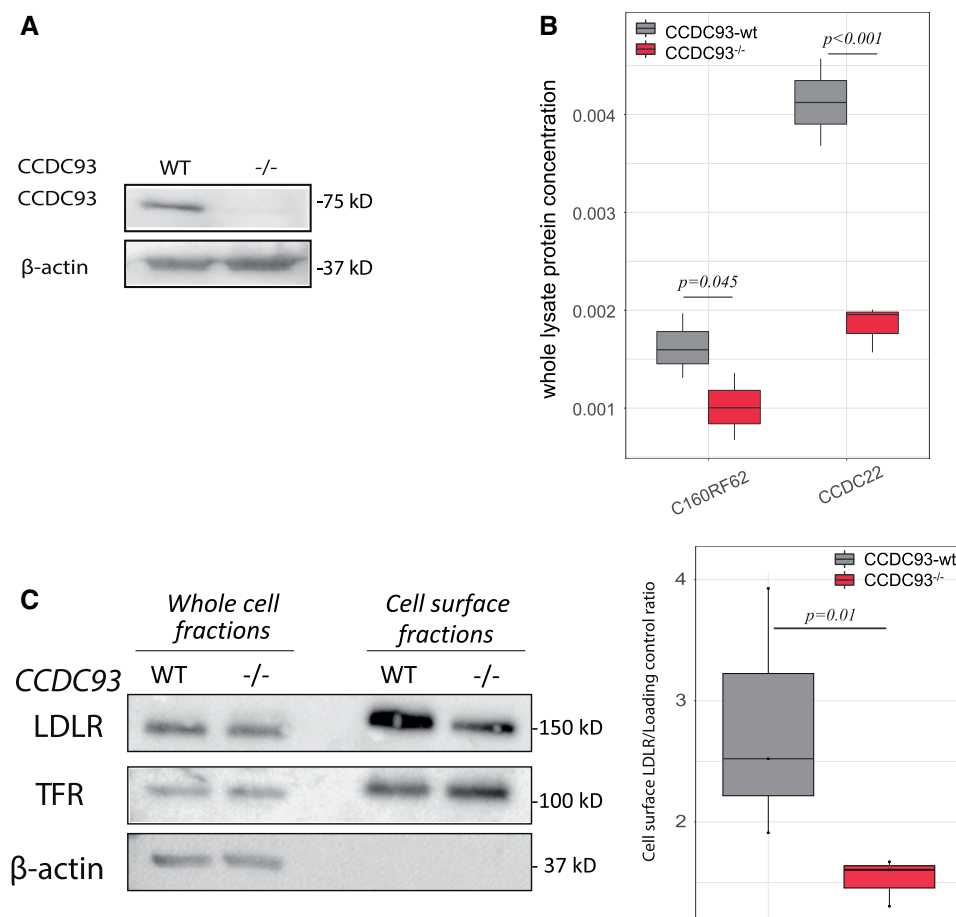 A
CCDC93 WT -/-
CCDC93 -75 kD
β-actin -37 kD
B
CCDC93-wt
CCDC93-/-
p<0.001
whole lysate protein concentration
0.004
0.003
p=0.045
0.002
0.001
C160RF62 CCDC22
C
Whole cell
fractions
Cell surface
fractions
CCDC93 WT -/- WT -/-
LDLR -150 kD
TFR -100 kD
β-actin - 37 kD
CCDC93-wt
CCDC93-/-
Cell surface LDLR/Loading control ratio
4
p=0.01
3
2